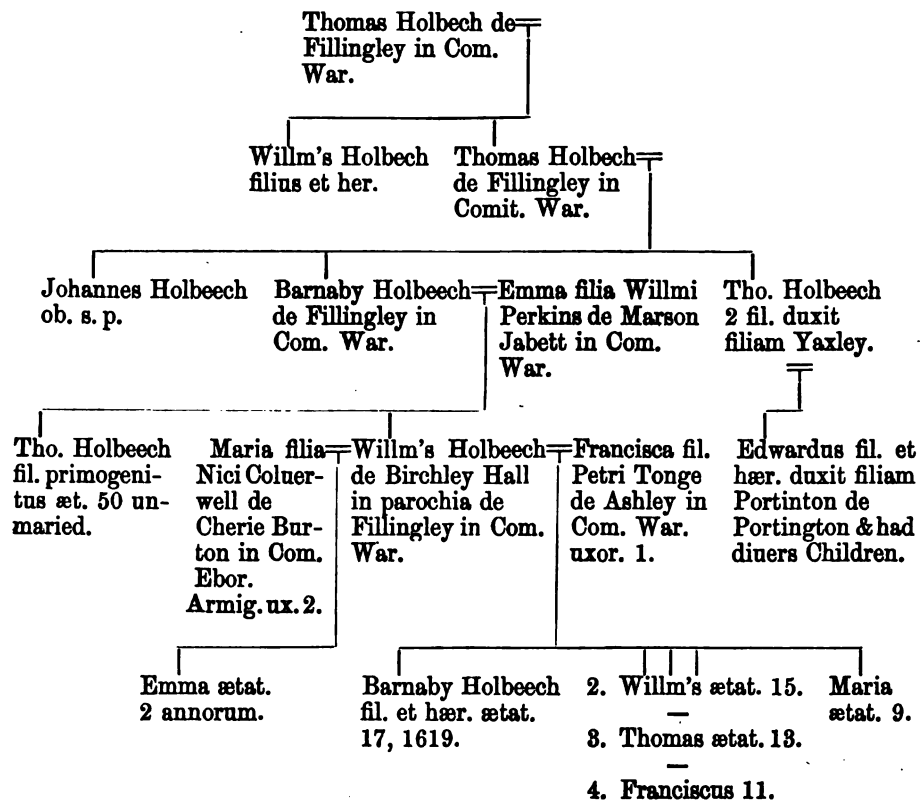 Thomas Holbech de
Fillingley in Com.
War.
Willm's Holbech
filius et her.
Thomas Holbech
de Fillingley in
Comit. War.
Johannes Holbeech
ob. s. p.
Barnaby Holbeech
de Fillingley in
Com. War.
Emma filia Willmi
Perkins de Marson
Jabett in Com.
War.
Tho. Holbeech
2 fil. duxit
filiam Yaxley.
Tho. Holbeech
fil. primogeni-
tus æt. 50 un-
maried.
Maria filia
Nici Coluer-
well de
Cherie Bur-
ton in Com.
Ebor.
Armig. ux. 2.
Willm's Holbeech
de Birchley Hall
in parochia de
Fillingley in Com.
War.
Francisca fil.
Petri Tonge
de Ashley in
Com. War.
uxor. 1.
Edwardus fil. et
hær. duxit filiam
Portinton de
Portington & had
diuers Children.
Emma ætat.
2 annorum.
Barnaby Holbeech
fil. et hær. ætat.
17, 1619.
2. Willm's ætat. 15.
3. Thomas ætat. 13.
4. Franciscus 11.
Maria
ætat. 9.